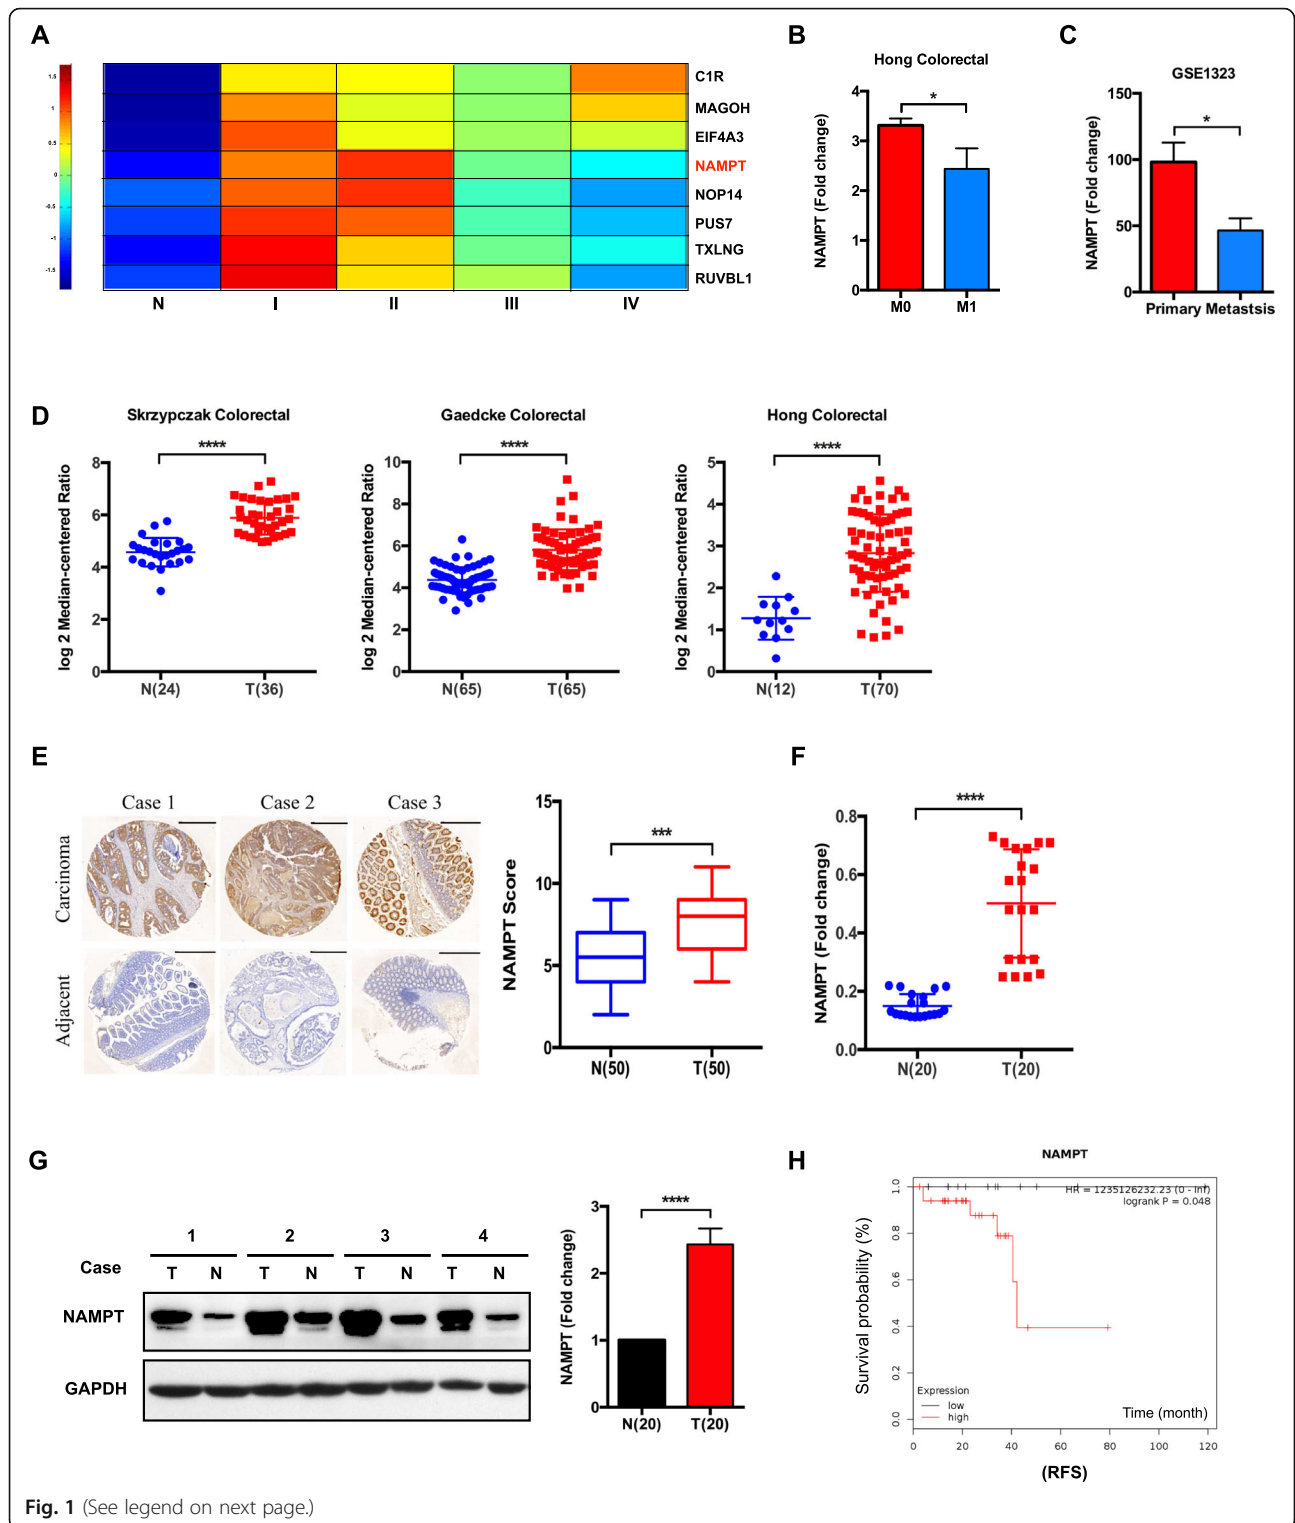 A
1.5
1
0.5
0
-0.5
-1
-1.5
C1R
MAGOH
EIF4A3
NAMPT
NOP14
PUS7
TXLNG
RUVBL1
N I II III IV
B
Hong Colorectal
NAMPT (Fold change)
4
3
2
1
0
*
M0 M1
C
GSE1323
NAMPT (Fold change)
150
100
50
0
*
Primary Metastsis
D
Skrzypczak Colorectal
log 2 Median-centered Ratio
8
6
4
2
0
****
N(24) T(36)
Gaedcke Colorectal
log 2 Median-centered Ratio
10
8
6
4
2
0
****
N(65) T(65)
Hong Colorectal
log 2 Median-centered Ratio
5
4
3
2
1
0
****
N(12) T(70)
E
Case 1 Case 2 Case 3
Carcinoma
Adjacent
NAMPT Score
15
10
5
0
***
N(50) T(50)
F
NAMPT (Fold change)
0.8
0.6
0.4
0.2
0.0
****
N(20) T(20)
G
1 2 3 4
Case T N T N T N T N
NAMPT
GAPDH
NAMPT (Fold change)
3
2
1
0
****
N(20) T(20)
H
NAMPT
HR = 1235126232.23 (0 - Inf)
logrank P = 0.048
Survival probability (%)
1.0
0.8
0.6
0.4
0.2
0.0
Expression
low
high
Time (month)
0 20 40 60 80 100 120
(RFS)
Fig. 1 (See legend on next page.)